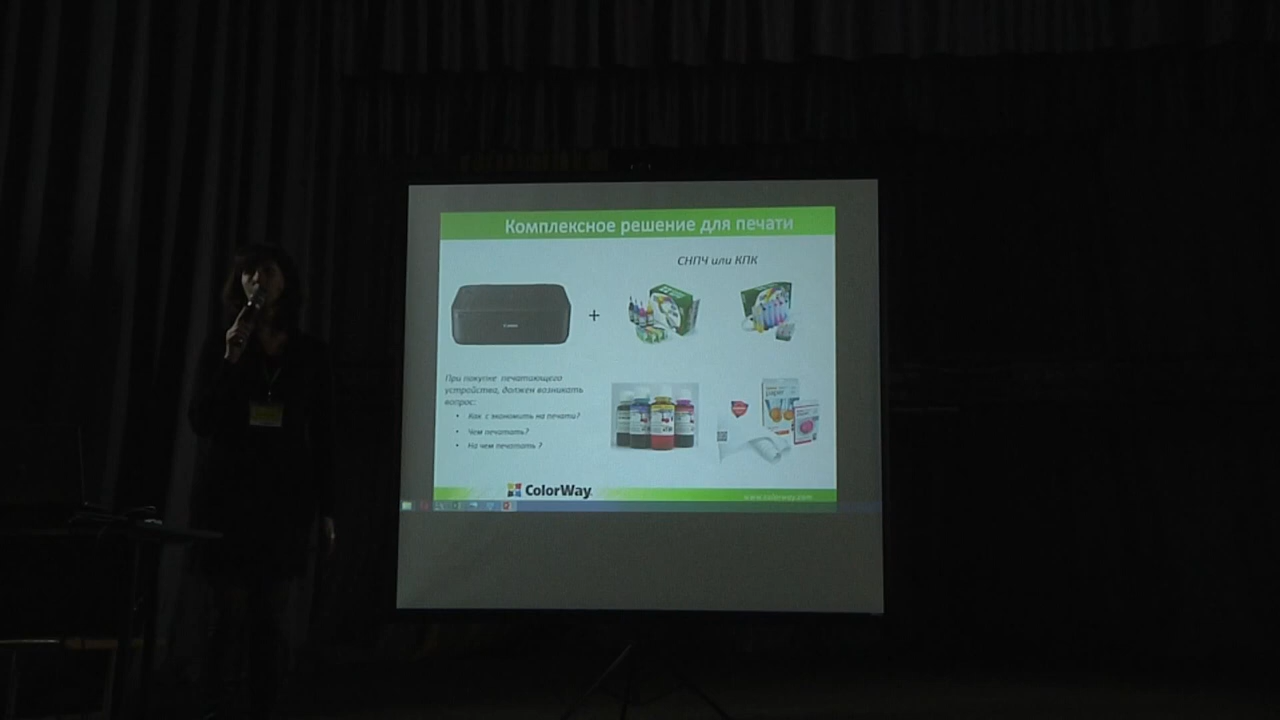 Комплексное решение для печати
СНПЧ или КПК
+
При покупке печатающего
устройства, должен возникать
вопрос:
• Как с экономить на печати?
• Чем печатать?
• На чем печатать ?
ColorWay
www.colorway.com